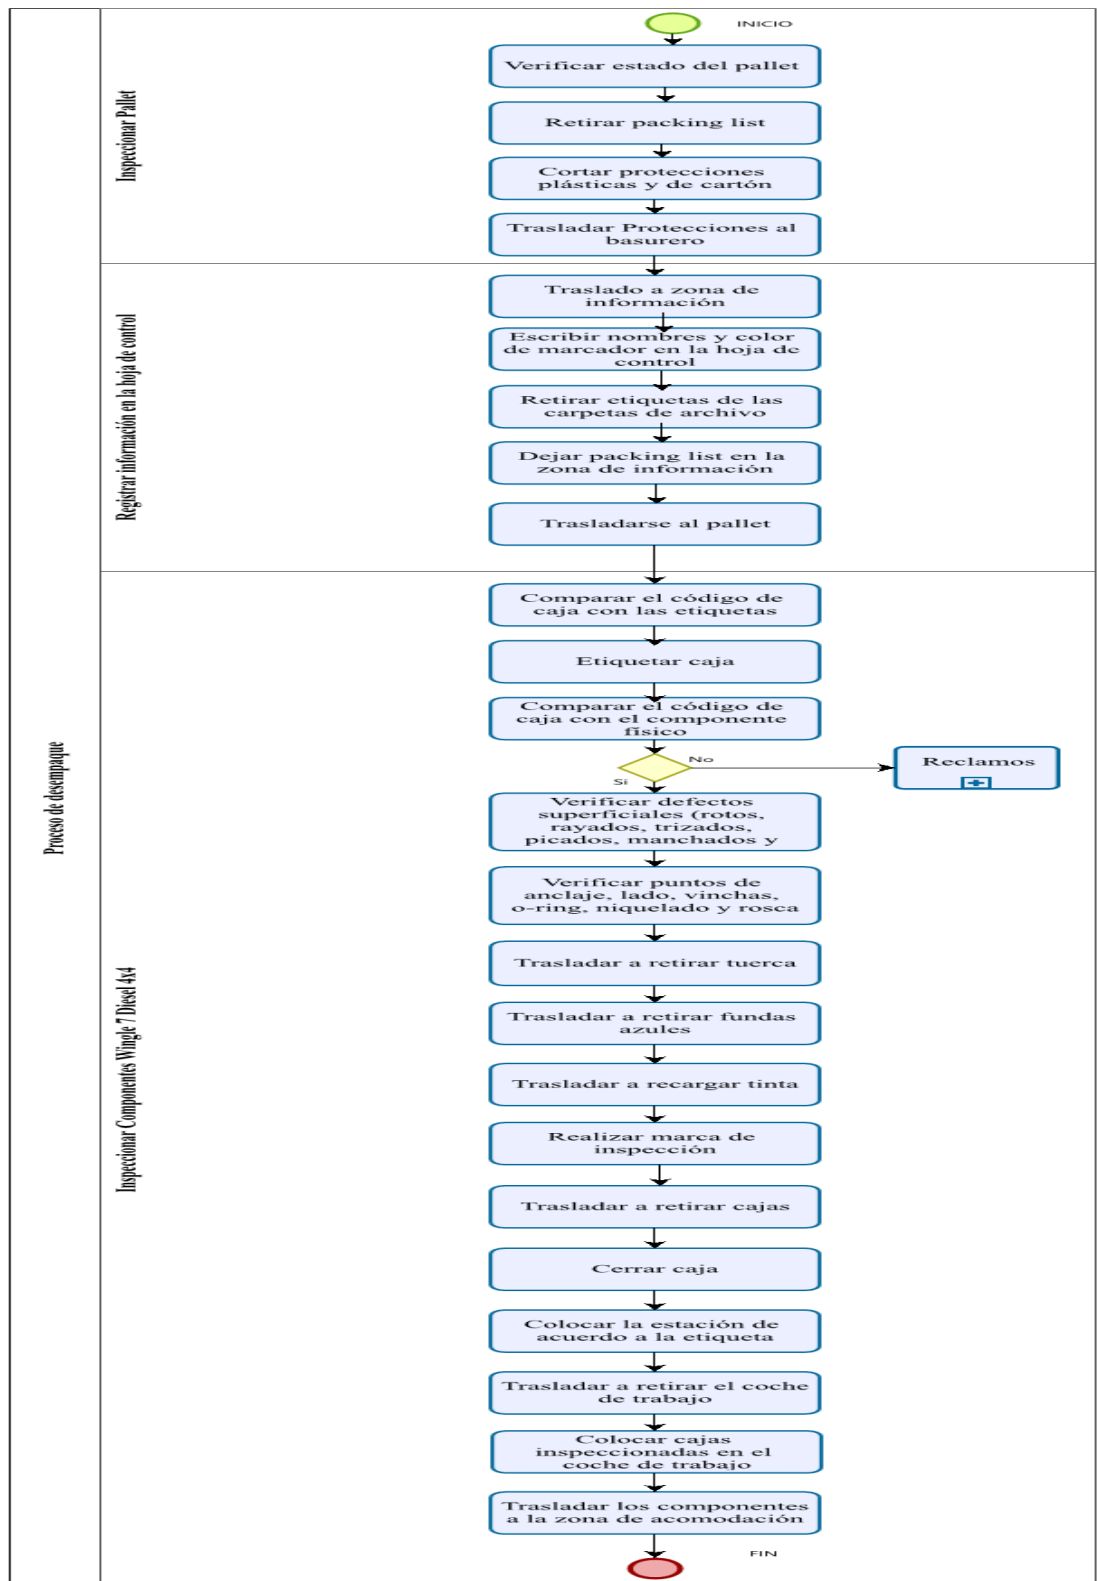 INICIO
Proceso de desempaque
Inspeccionar Pallet
Verificar estado del pallet
Retirar packing list
Cortar protecciones
plásticas y de cartón
Trasladar Protecciones al
basurero
Registrar información en la hoja de control
Traslado a zona de
información
Escribir nombres y color
de marcador en la hoja de
control
Retirar etiquetas de las
carpetas de archivo
Dejar packing list en la
zona de información
Trasladarse al pallet
Inspeccionar Componentes Wingle 7 Diesel 4x4
Comparar el código de
caja con las etiquetas
Etiquetar caja
Comparar el código de
caja con el componente
físico
No
Reclamos
Si
Verificar defectos
superficiales (rotos,
rayados, trizados,
picados, manchados y
Verificar puntos de
anclaje, lado, vinchas,
o-ring, niquelado y rosca
Trasladar a retirar tuerca
Trasladar a retirar fundas
azules
Trasladar a recargar tinta
Realizar marca de
inspección
Trasladar a retirar cajas
Cerrar caja
Colocar la estación de
acuerdo a la etiqueta
Trasladar a retirar el coche
de trabajo
Colocar cajas
inspeccionadas en el
coche de trabajo
Trasladar los componentes
a la zona de acomodación
FIN